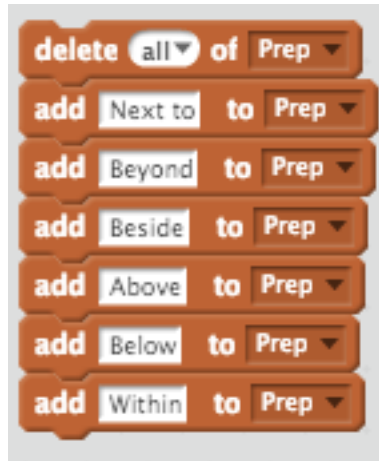 delete all of Prep
add Next to to Prep
add Beyond to Prep
add Beside to Prep
add Above to Prep
add Below to Prep
add Within to Prep